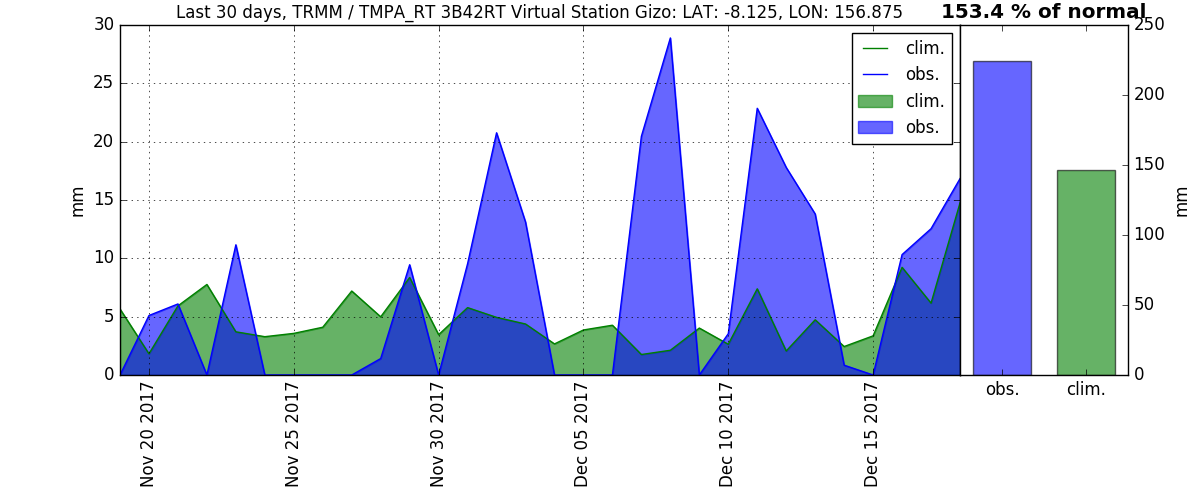 Last 30 days, TRMM / TMPA_RT 3B42RT Virtual Station Gizo: LAT: -8.125, LON: 156.875
153.4 % of normal
30
25
20
15
10
5
0
mm
clim.
obs.
clim.
obs.
250
200
150
100
50
0
mm
obs.
clim.
Nov 20 2017
Nov 25 2017
Nov 30 2017
Dec 05 2017
Dec 10 2017
Dec 15 2017